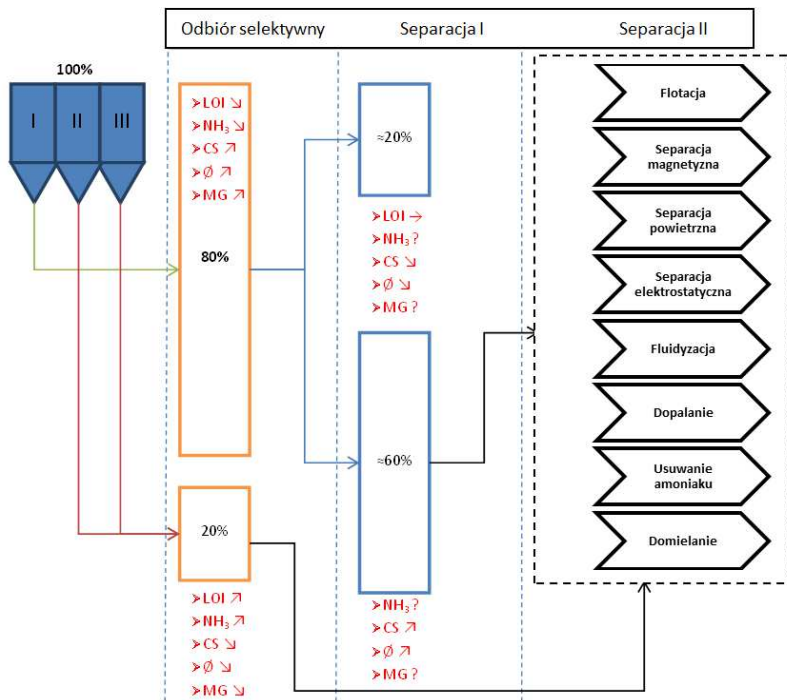 Odbiór selektywny
Separacja I
Separacja II
100%
I
II
III
➢LOI ↘
➢NH₃ ↘
➢CS ↗
➢Ø ↗
➢MG ↗
80%
20%
➢LOI ↗
➢NH₃ ↗
➢CS ↘
➢Ø ↘
➢MG ↘
≈20%
➢LOI →
➢NH₃ ?
➢CS ↘
➢Ø ↘
➢MG ?
≈60%
➢NH₃ ?
➢CS ↗
➢Ø ↗
➢MG ?
Flotacja
Separacja
magnetyzna
Separacja
powietrzna
Separacja
elektrostatyczna
Fluidyzacja
Dopalanie
Usuwanie
amoniaku
Domielanie